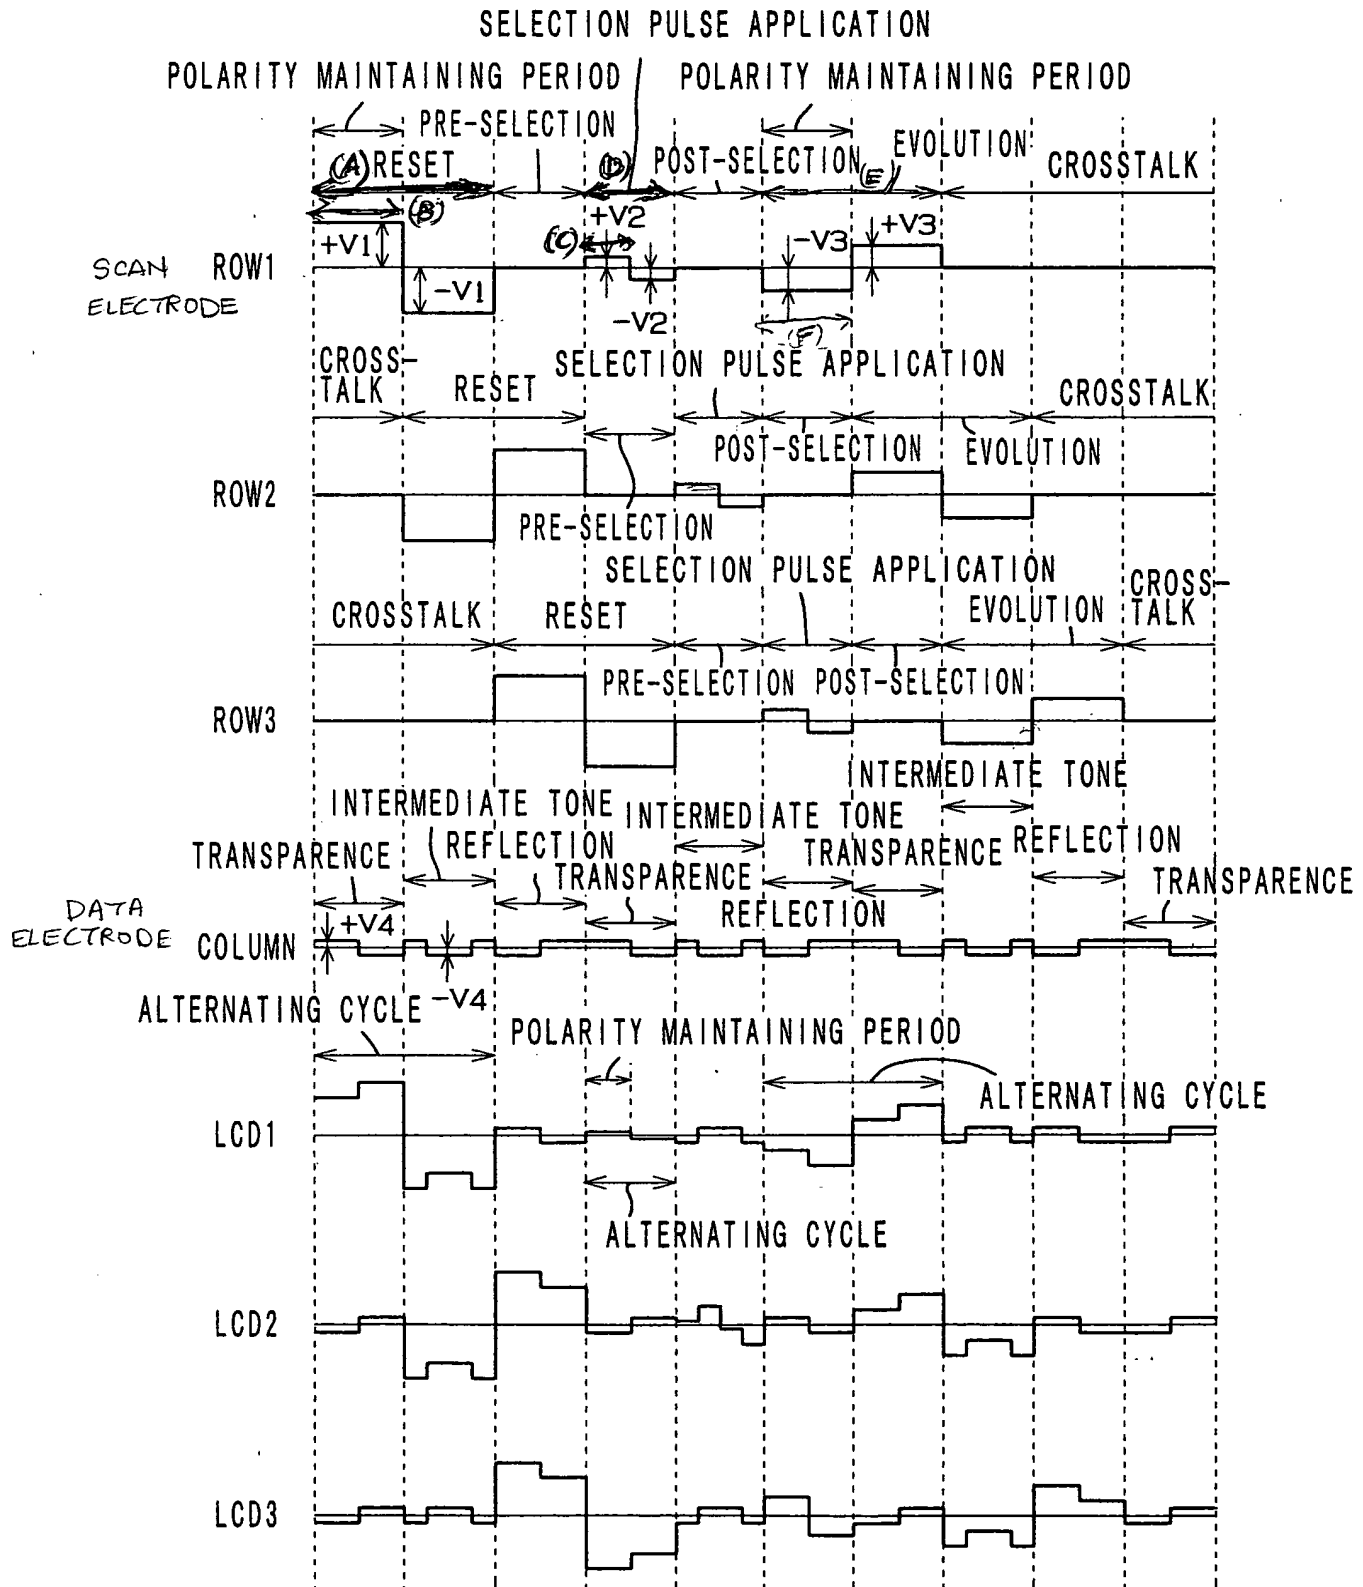 SELECTION PULSE APPLICATION
POLARITY MAINTAINING PERIOD POLARITY MAINTAINING PERIOD
PRE-SELECTION
(A) RESET (D) POST-SELECTION (E) EVOLUTION CROSSTALK
(B) +V2
+V1 (C) -V3 +V3
SCAN ELECTRODE ROW1
-V1 -V2
(F)
CROSS-TALK RESET SELECTION PULSE APPLICATION CROSSTALK
POST-SELECTION EVOLUTION
ROW2
PRE-SELECTION
SELECTION PULSE APPLICATION
CROSSTALK RESET EVOLUTION CROSS-TALK
PRE-SELECTION POST-SELECTION
ROW3
INTERMEDIATE TONE
INTERMEDIATE TONE INTERMEDIATE TONE
TRANSPARENCE REFLECTION TRANSPARENCE REFLECTION
TRANSPARENCE TRANSPARENCE
REFLECTION
DATA ELECTRODE COLUMN +V4
-V4
ALTERNATING CYCLE
POLARITY MAINTAINING PERIOD
ALTERNATING CYCLE
LCD1
ALTERNATING CYCLE
LCD2
LCD3